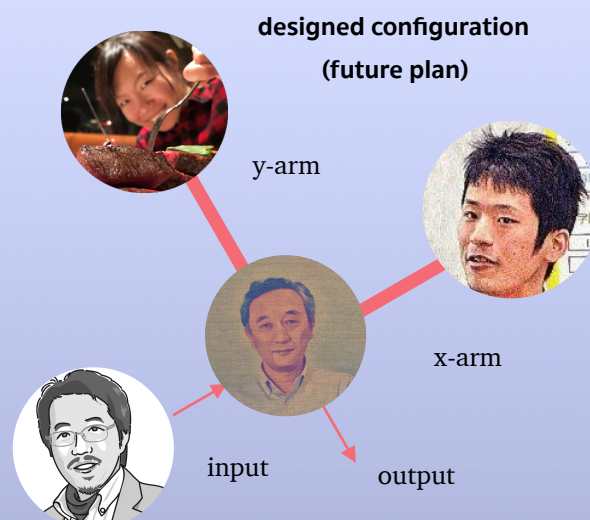 designed configuration
(future plan)
y-arm
x-arm
input
output